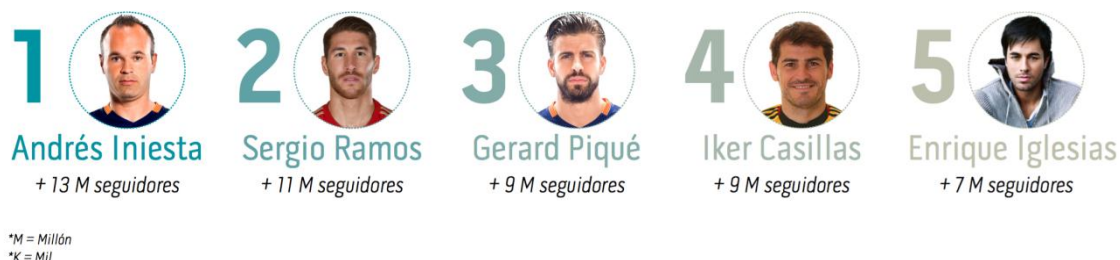 1 2 3 4 5
Andrés Iniesta Sergio Ramos Gerard Piqué Iker Casillas Enrique Iglesias
+ 13 M seguidores + 11 M seguidores + 9 M seguidores + 9 M seguidores + 7 M seguidores
*M = Millón
*K = Mil